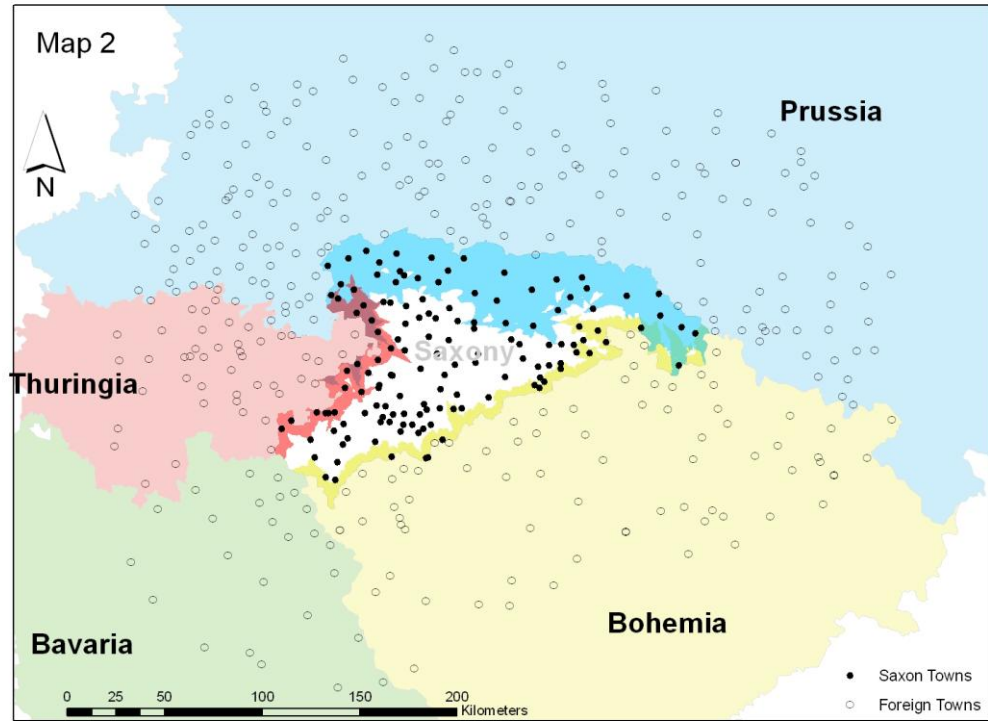 Map 2
Prussia
N
Saxony
Thuringia
Bohemia
Bavaria
Saxon Towns
Foreign Towns
0 25 50 100 150 200
Kilometers